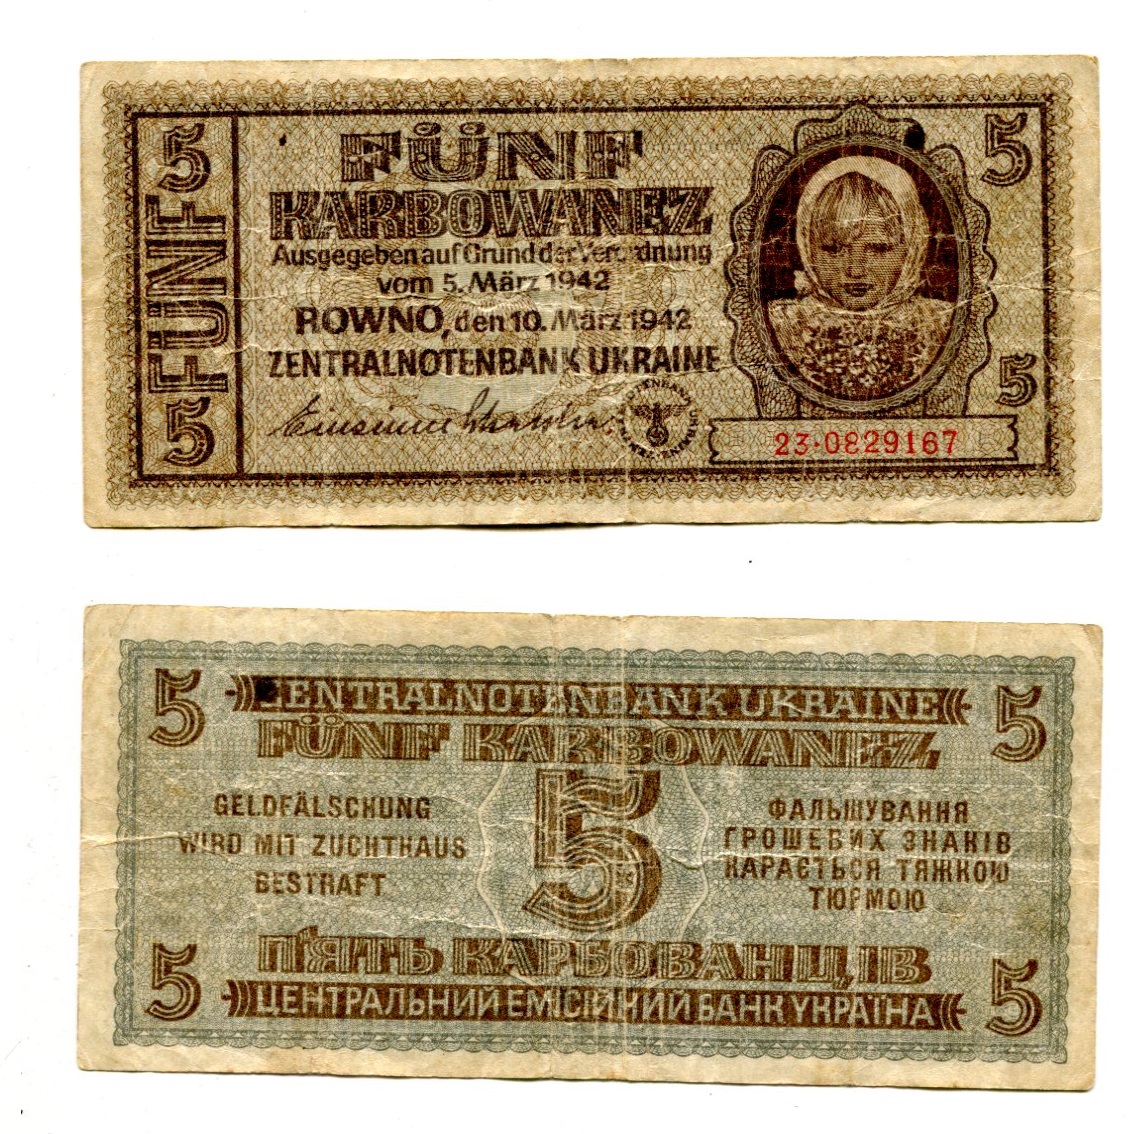 5
FÜNF
5
FÜNF
KARBOWANEZ
Ausgegeben auf Grund der Verordnung
vom 5. März 1942
ROWNO, den 10. März 1942
ZENTRALNOTENBANK UKRAINE
5
5
23·0829167
5
ZENTRALNOTENBANK UKRAINE
5
FÜNF KARBOWANEZ
GELDFÄLSCHUNG
WIRD MIT ZUCHTHAUS
BESTRAFT
5
ФАЛЬШУВАННЯ
ГРОШЕВИХ ЗНАКІВ
КАРАЄТЬСЯ ТЯЖКОЮ
ТЮРМОЮ
П'ЯТЬ КАРБОВАНЦІВ
5
ЦЕНТРАЛЬНИЙ ЕМІСІЙНИЙ БАНК УКРАЇНА
5